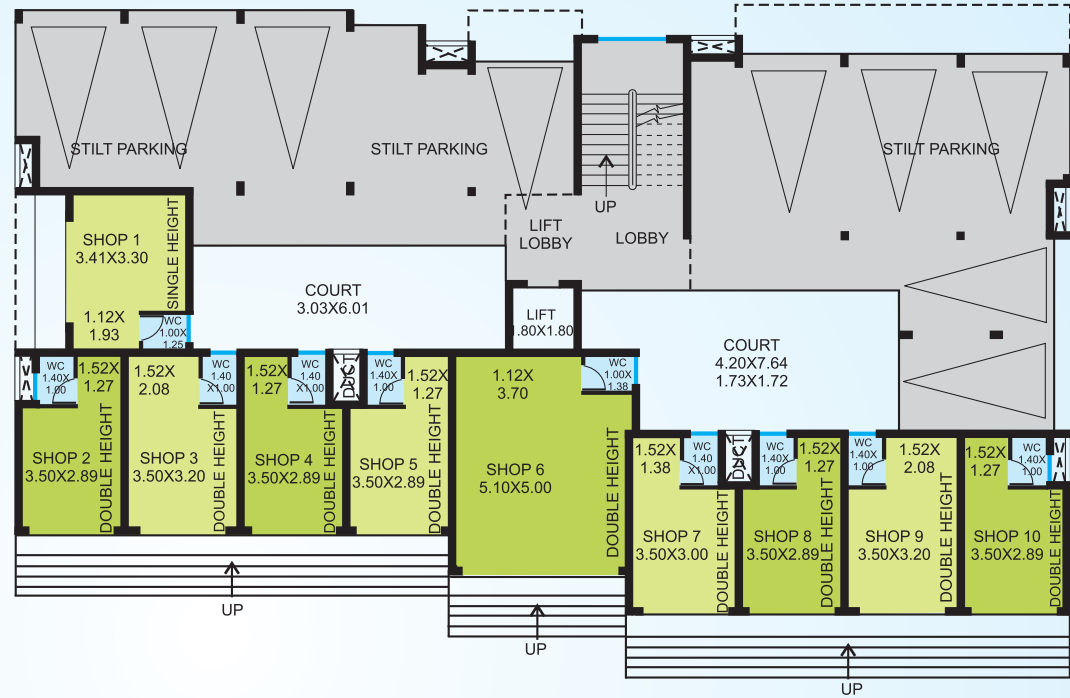 STILT PARKING
STILT PARKING
STILT PARKING
UP
LIFT
LOBBY
LOBBY
SHOP 1
3.41X3.30
SINGLE HEIGHT
1.12X
1.93
WC
1.00X
1.25
COURT
3.03X6.01
LIFT
1.80X1.80
COURT
4.20X7.64
1.73X1.72
WC
1.40X
1.00
1.52X
1.27
SHOP 2
3.50X2.89
DOUBLE HEIGHT
1.52X
2.08
WC
1.40
X1.00
SHOP 3
3.50X3.20
DOUBLE HEIGHT
1.52X
1.27
WC
1.40
X1.00
SHOP 4
3.50X2.89
DOUBLE HEIGHT
DUCT
WC
1.40X
1.00
1.52X
1.27
SHOP 5
3.50X2.89
DOUBLE HEIGHT
1.12X
3.70
WC
1.00X
1.38
SHOP 6
5.10X5.00
DOUBLE HEIGHT
1.52X
1.38
WC
1.40
X1.00
SHOP 7
3.50X3.00
DOUBLE HEIGHT
DUCT
WC
1.40X
1.00
1.52X
1.27
SHOP 8
3.50X2.89
DOUBLE HEIGHT
WC
1.40X
1.00
1.52X
2.08
SHOP 9
3.50X3.20
DOUBLE HEIGHT
1.52X
1.27
WC
1.40X
1.00
SHOP 10
3.50X2.89
DOUBLE HEIGHT
UP
UP
UP